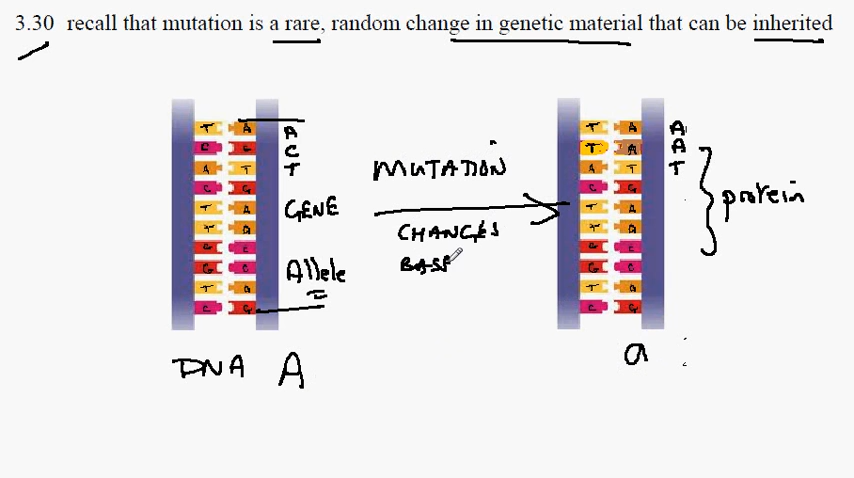 3.30 recall that mutation is a rare, random change in genetic material that can be inherited
T A
C G
A T
C G
T A
T A
G C
G C
T A
C G
A
C
T
GENE
Allele
DNA A
MUTATION
CHANGES
BASE
T A
T A
A T
C G
T A
T A
G C
G C
T A
C G
A
A
T
protein
a